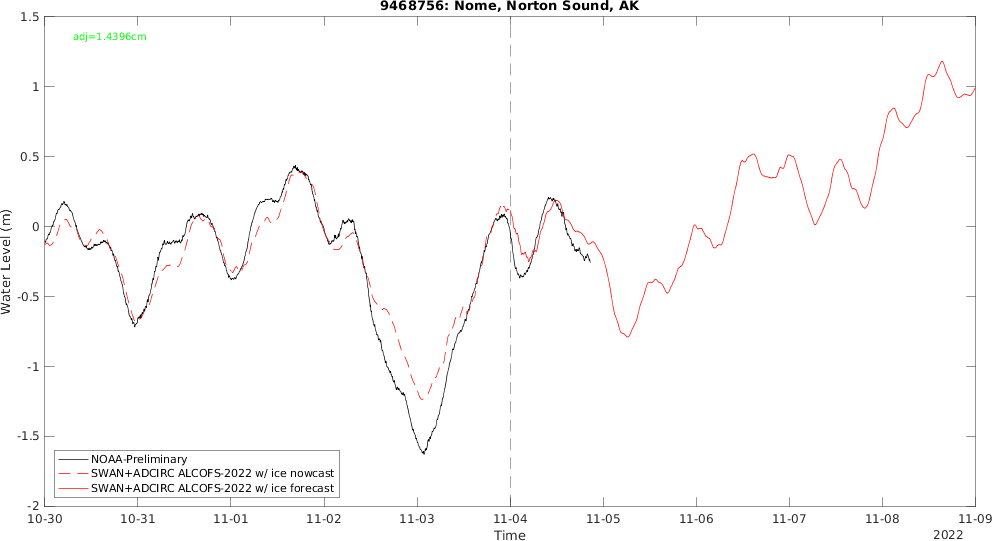 9468756: Nome, Norton Sound, AK
adj=1.4396cm
1.5
1
0.5
0
-0.5
-1
-1.5
-2
Water Level (m)
NOAA-Preliminary
SWAN+ADCIRC ALCOFS-2022 w/ ice nowcast
SWAN+ADCIRC ALCOFS-2022 w/ ice forecast
10-30 10-31 11-01 11-02 11-03 11-04 11-05 11-06 11-07 11-08 11-09
Time
2022